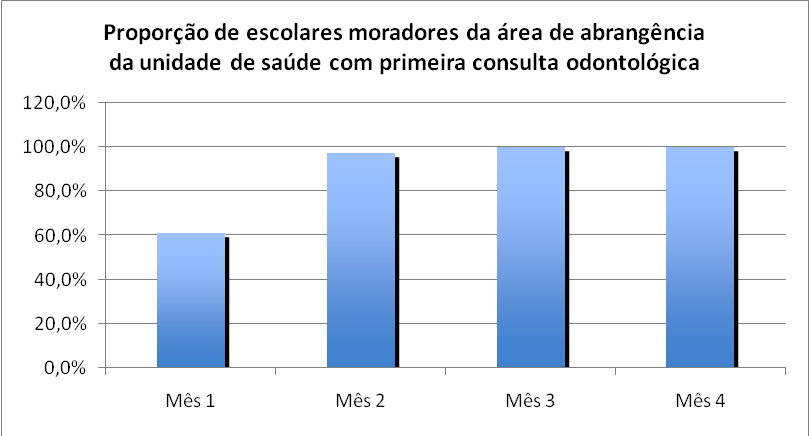 Proporção de escolares moradores da área de abrangência
da unidade de saúde com primeira consulta odontológica
120,0%
100,0%
80,0%
60,0%
40,0%
20,0%
0,0%
Mês 1 Mês 2 Mês 3 Mês 4